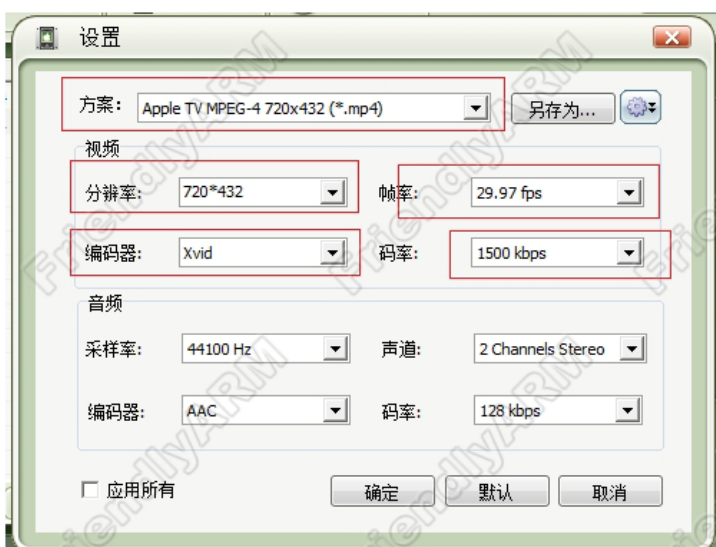 设置
方案: Apple TV MPEG-4 720x432 (*.mp4) 另存为...
视频
分辨率: 720*432 帧率: 29.97 fps
编码器: Xvid 码率: 1500 kbps
音频
采样率: 44100 Hz 声道: 2 Channels Stereo
编码器: AAC 码率: 128 kbps
应用所有 确定 默认 取消
FriendlyARM